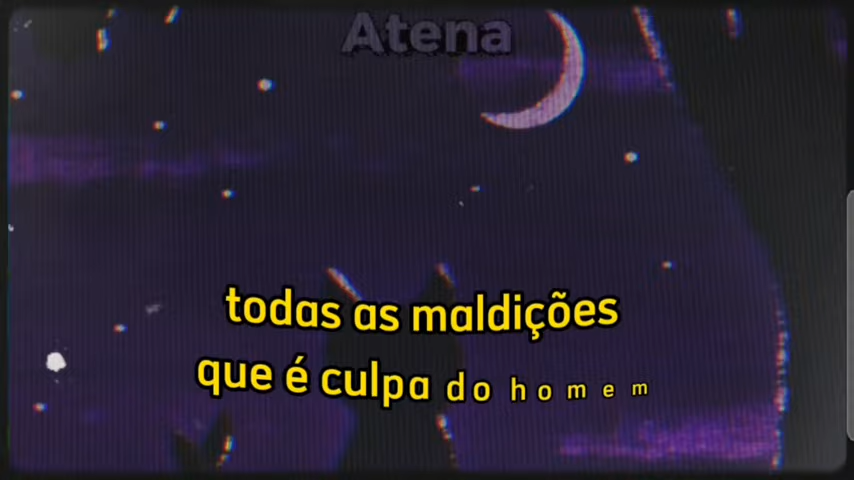 Atena
todas as maldições
que é culpa do homem